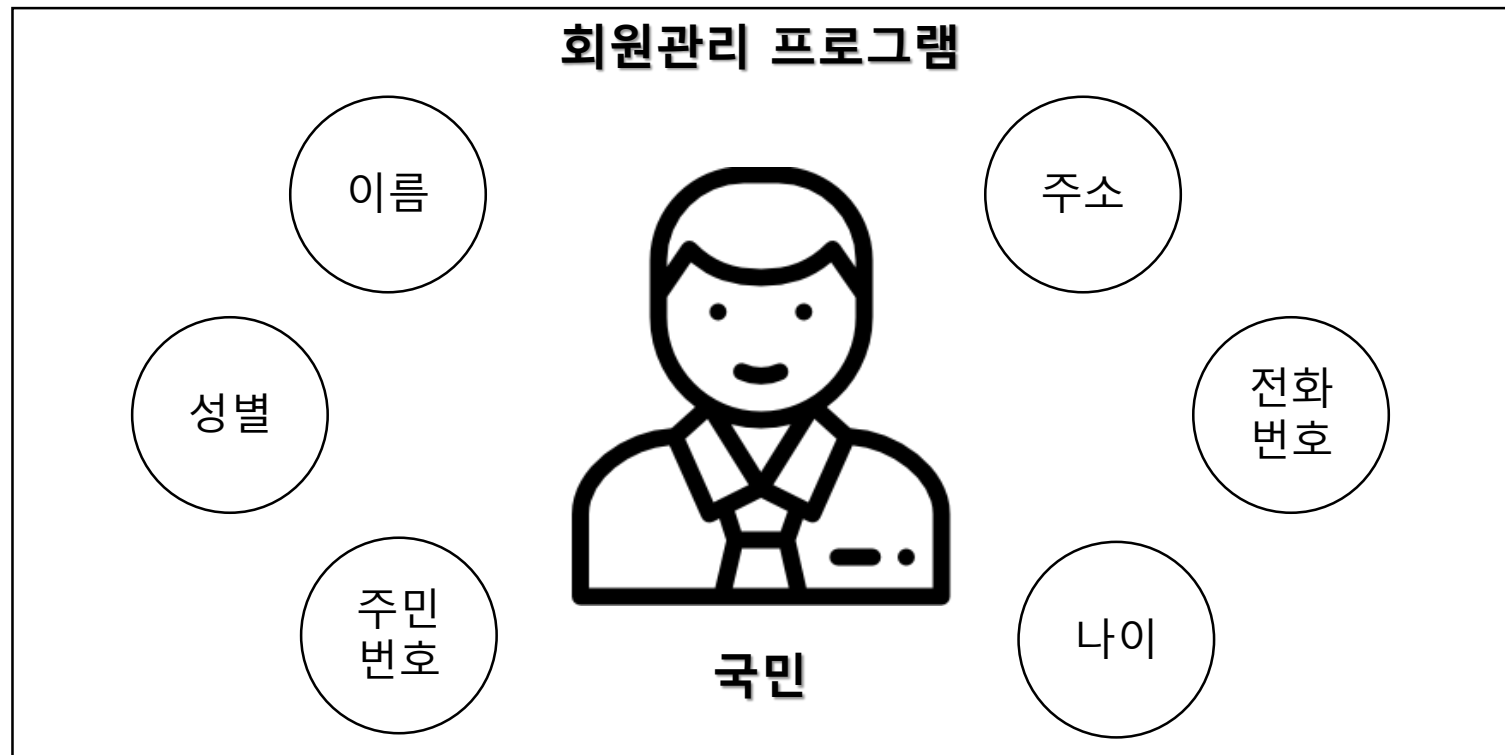 회원관리 프로그램
이름
주소
성별
전화
번호
주민
번호
나이
국민